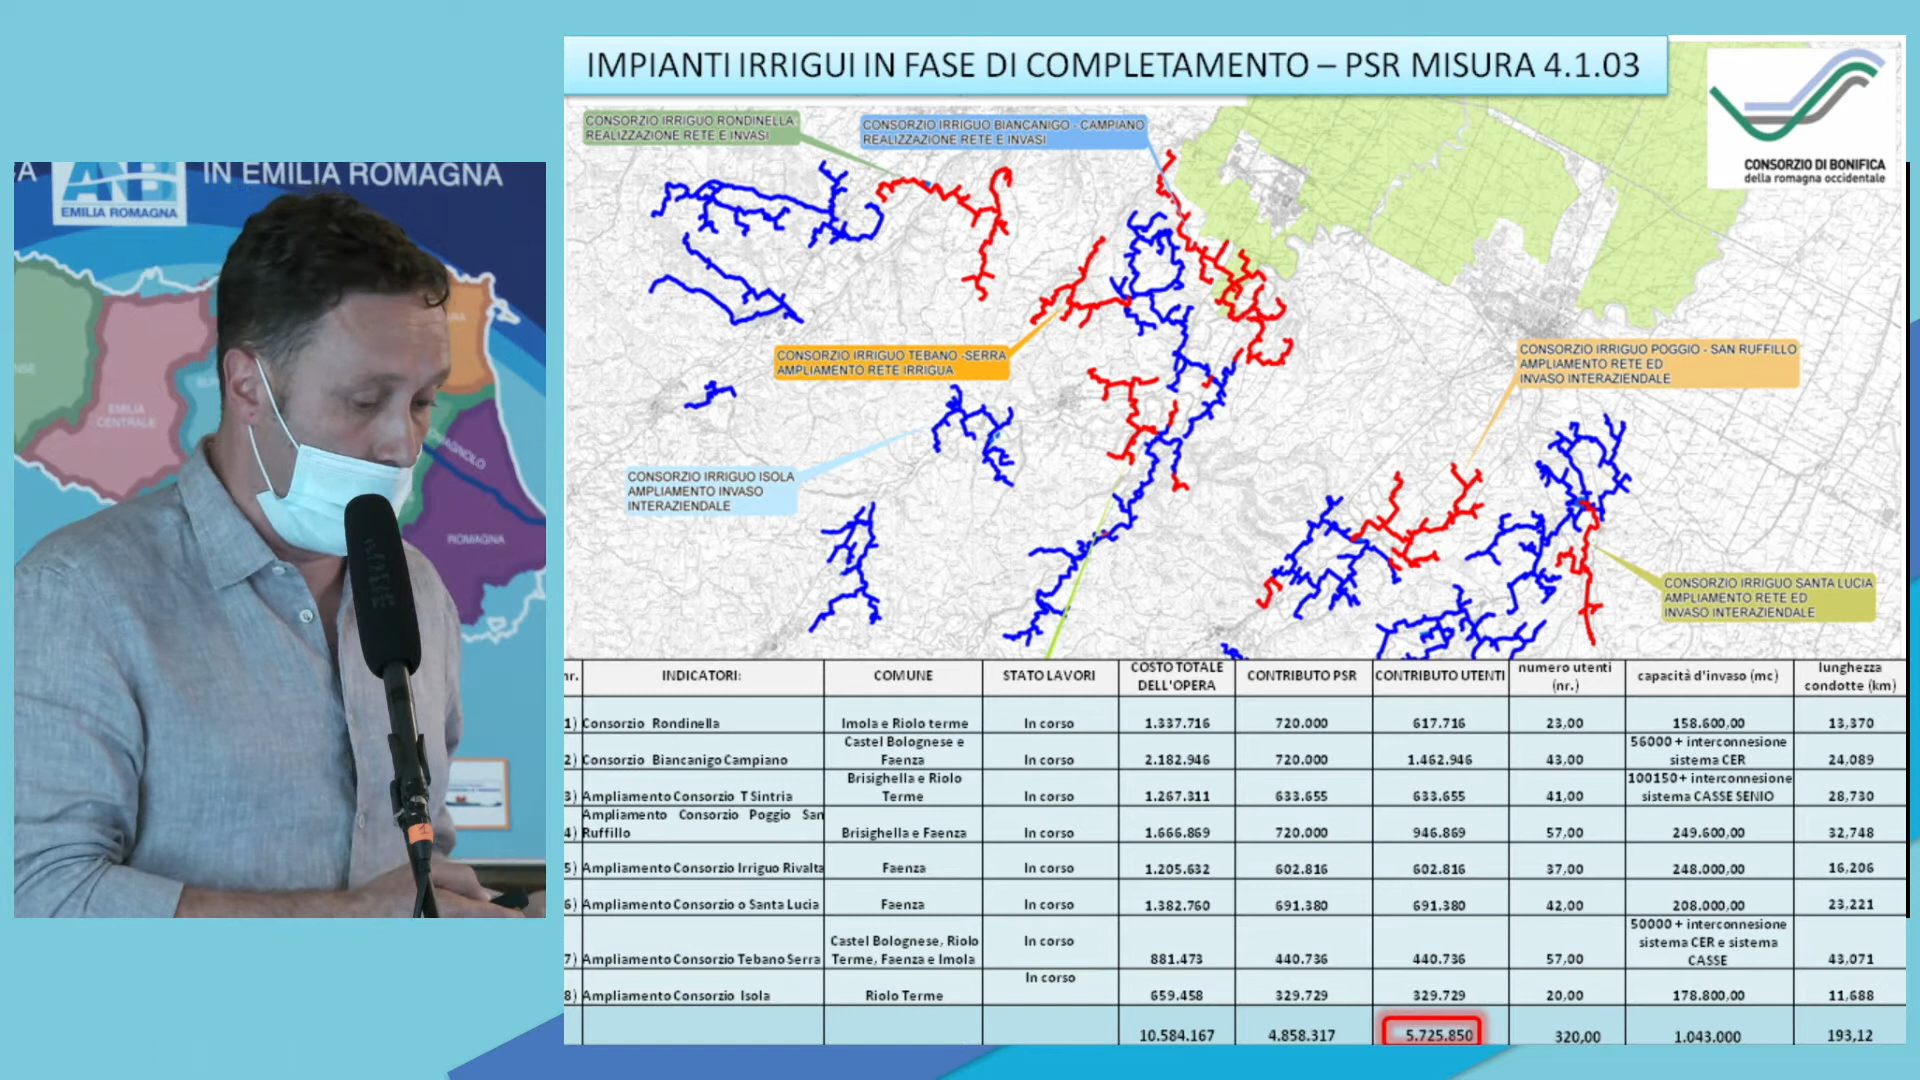 IN EMILIA ROMAGNA
EMILIA ROMAGNA
EMILIA
CENTRALE
ROMAGNA
IMPIANTI IRRIGUI IN FASE DI COMPLETAMENTO – PSR MISURA 4.1.03
CONSORZIO DI BONIFICA
della romagna occidentale
CONSORZIO IRRIGUO RONDINELLA
REALIZZAZIONE RETE E INVASI
CONSORZIO IRRIGUO BIANCANIGO - CAMPIANO
REALIZZAZIONE RETE E INVASI
CONSORZIO IRRIGUO TEBANO -SERRA
AMPLIAMENTO RETE IRRIGUA
CONSORZIO IRRIGUO POGGIO - SAN RUFFILLO
AMPLIAMENTO RETE ED
INVASO INTERAZIENDALE
CONSORZIO IRRIGUO ISOLA
AMPLIAMENTO INVASO
INTERAZIENDALE
CONSORZIO IRRIGUO SANTA LUCIA
AMPLIAMENTO RETE ED
INVASO INTERAZIENDALE
nr. INDICATORI: COMUNE STATO LAVORI COSTO TOTALE DELL'OPERA CONTRIBUTO PSR CONTRIBUTO UTENTI numero utenti (nr.) capacità d'invaso (mc) lunghezza condotte (km)
1) Consorzio Rondinella Imola e Riolo terme In corso 1.337.716 720.000 617.716 23,00 158.600,00 13,370
2) Consorzio Biancanigo Campiano Castel Bolognese e Faenza In corso 2.182.946 720.000 1.462.946 43,00 56000 + interconnesione sistema CER 24,089
3) Ampliamento Consorzio T Sintria Brisighella e Riolo Terme In corso 1.267.311 633.655 633.655 41,00 100150 + interconnesione sistema CASSE SENIO 28,730
4) Ampliamento Consorzio Poggio San Ruffillo Brisighella e Faenza In corso 1.666.869 720.000 946.869 57,00 249.600,00 32,748
5) Ampliamento Consorzio Irriguo Rivalta Faenza In corso 1.205.632 602.816 602.816 37,00 248.000,00 16,206
6) Ampliamento Consorzio o Santa Lucia Faenza In corso 1.382.760 691.380 691.380 42,00 208.000,00 23,221
7) Ampliamento Consorzio Tebano Serra Castel Bolognese, Riolo Terme, Faenza e Imola In corso 881.473 440.736 440.736 57,00 50000 + interconnesione sistema CER e sistema CASSE 43,071
8) Ampliamento Consorzio Isola Riolo Terme In corso 659.458 329.729 329.729 20,00 178.800,00 11,688
10.584.167 4.858.317 5.725.850 320,00 1.043.000 193,12